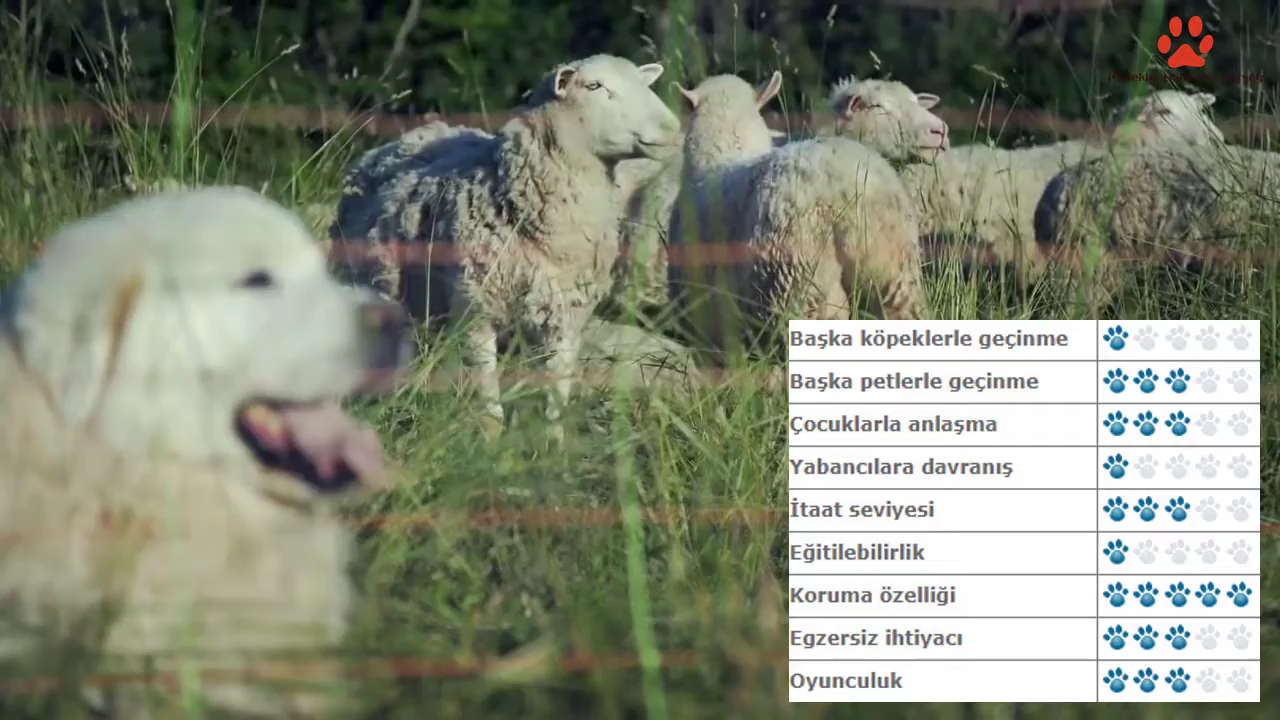 Başka köpeklerle geçinme
Başka petlerle geçinme
Çocuklarla anlaşma
Yabancılara davranış
İtaat seviyesi
Eğitilebilirlik
Koruma özelliği
Egzersiz ihtiyacı
Oyunculuk